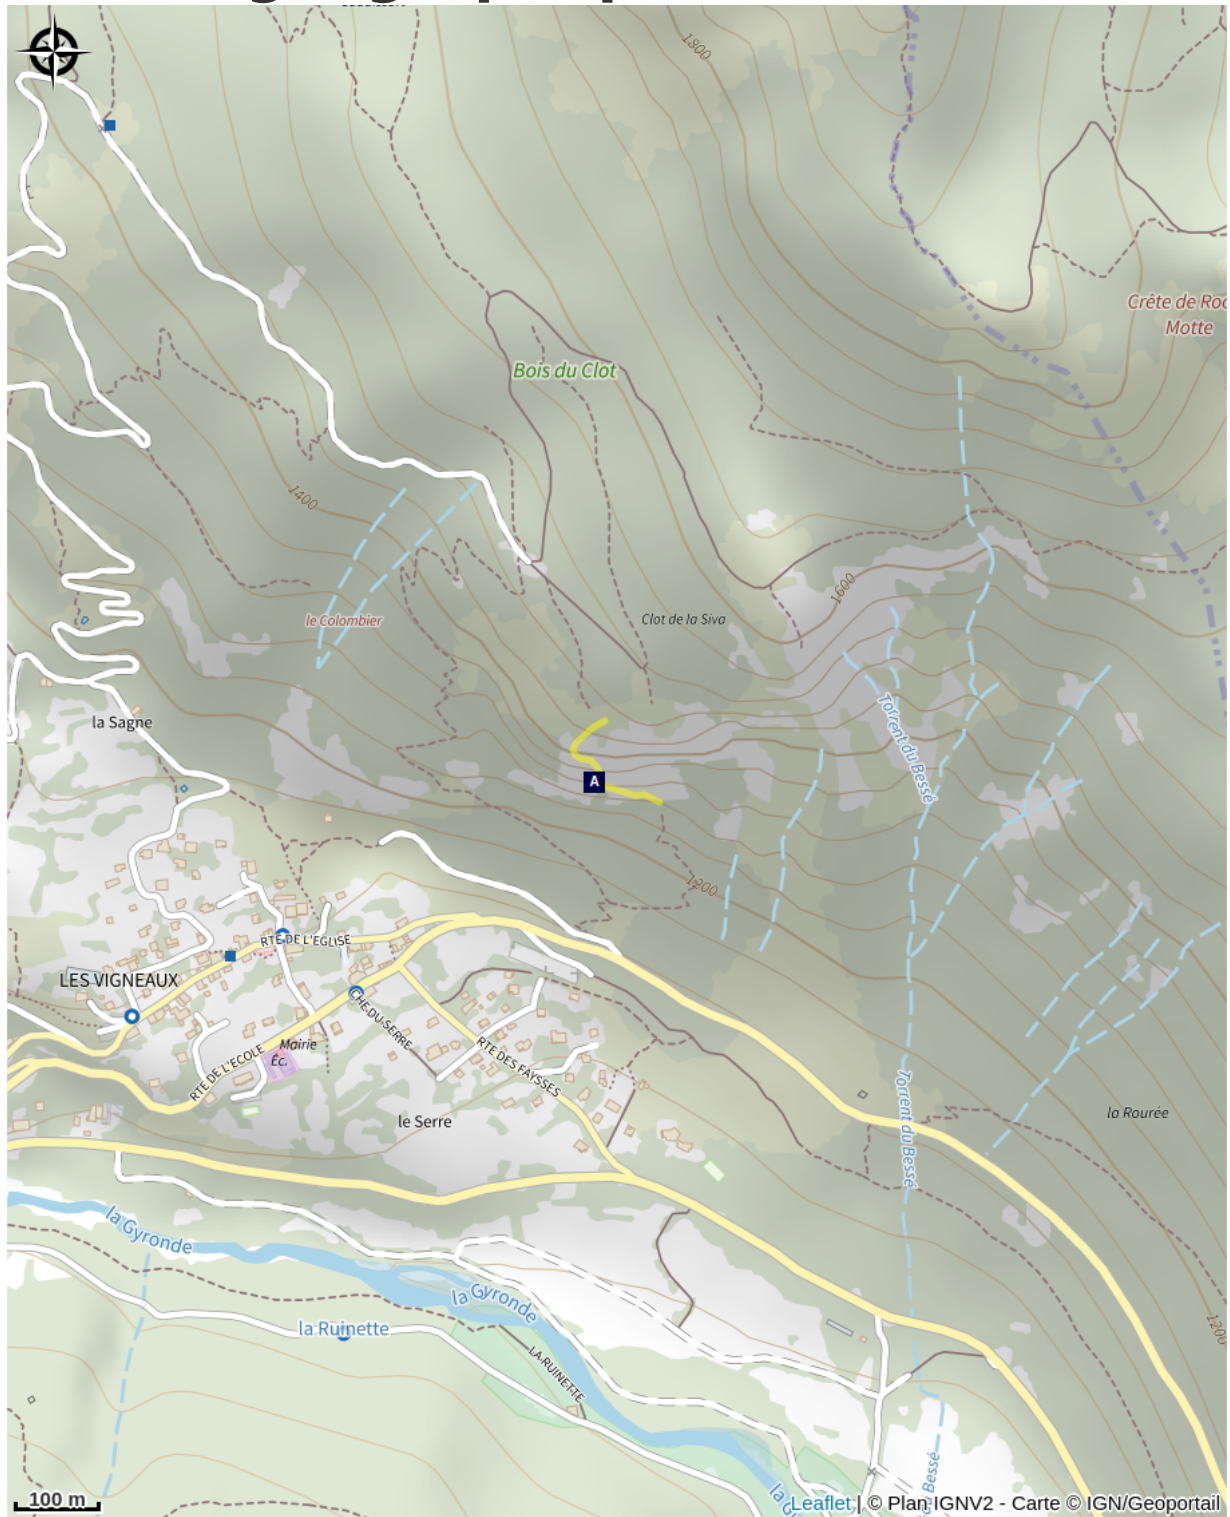 1800
Crête de Roc
Motte
Bois du Clot
1400
1600
le Colombier
Clot de la Siva
la Sagne
Torrent du Bessé
A
1200
RTE DE L'EGLISE
LES VIGNEAUX
CHE DU SERRE
Mairie
Éc.
RTE DE L'ECOLE
RTE DES FAYSSES
le Serre
Torrent du Bessé
la Rourée
la Gyronde
la Gyronde
la Ruinette
LA RUINETTE
1200
Bessé
100 m
Leaflet | © Plan IGNV2 - Carte © IGN/Geoportail